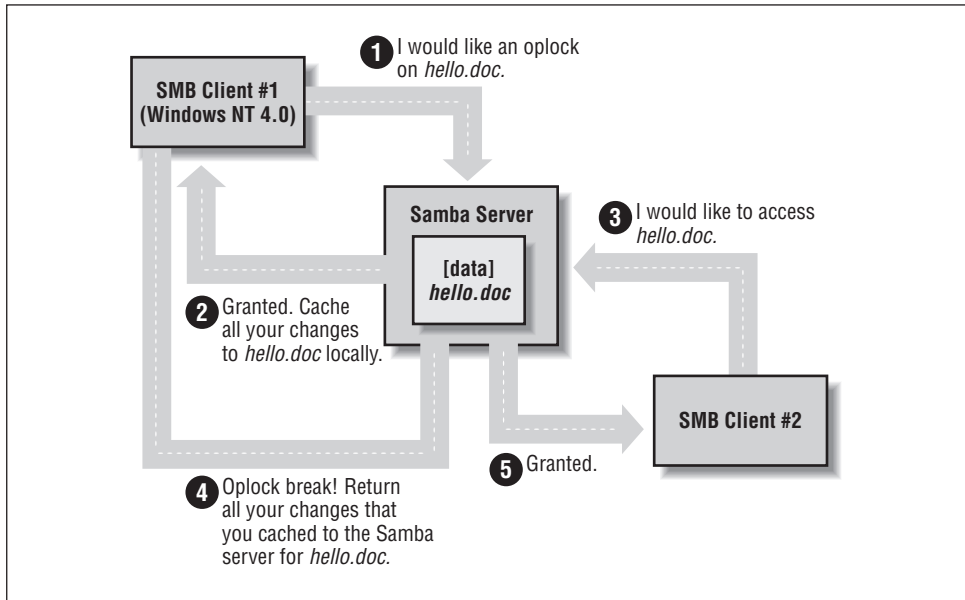 1 I would like an oplock
on hello.doc.
SMB Client #1
(Windows NT 4.0)
Samba Server
[data]
hello.doc
3 I would like to access
hello.doc.
2 Granted. Cache
all your changes
to hello.doc locally.
SMB Client #2
5 Granted.
4 Oplock break! Return
all your changes that
you cached to the Samba
server for hello.doc.